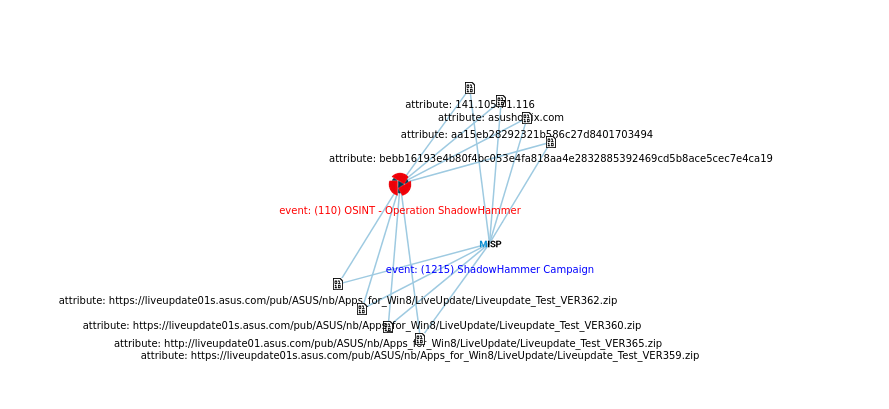 attribute: 141.105.71.116
attribute: asushotfix.com
attribute: aa15eb28292321b586c27d8401703494
attribute: bebb16193e4b80f4bc053e4fa818aa4e2832885392469cd5b8ace5cec7e4ca19
event: (110) OSINT - Operation ShadowHammer
MISP
event: (1215) ShadowHammer Campaign
attribute: https://liveupdate01s.asus.com/pub/ASUS/nb/Apps_for_Win8/LiveUpdate/Liveupdate_Test_VER362.zip
attribute: https://liveupdate01s.asus.com/pub/ASUS/nb/Apps_for_Win8/LiveUpdate/Liveupdate_Test_VER360.zip
attribute: http://liveupdate01.asus.com/pub/ASUS/nb/Apps_for_Win8/LiveUpdate/Liveupdate_Test_VER365.zip
attribute: https://liveupdate01s.asus.com/pub/ASUS/nb/Apps_for_Win8/LiveUpdate/Liveupdate_Test_VER359.zip